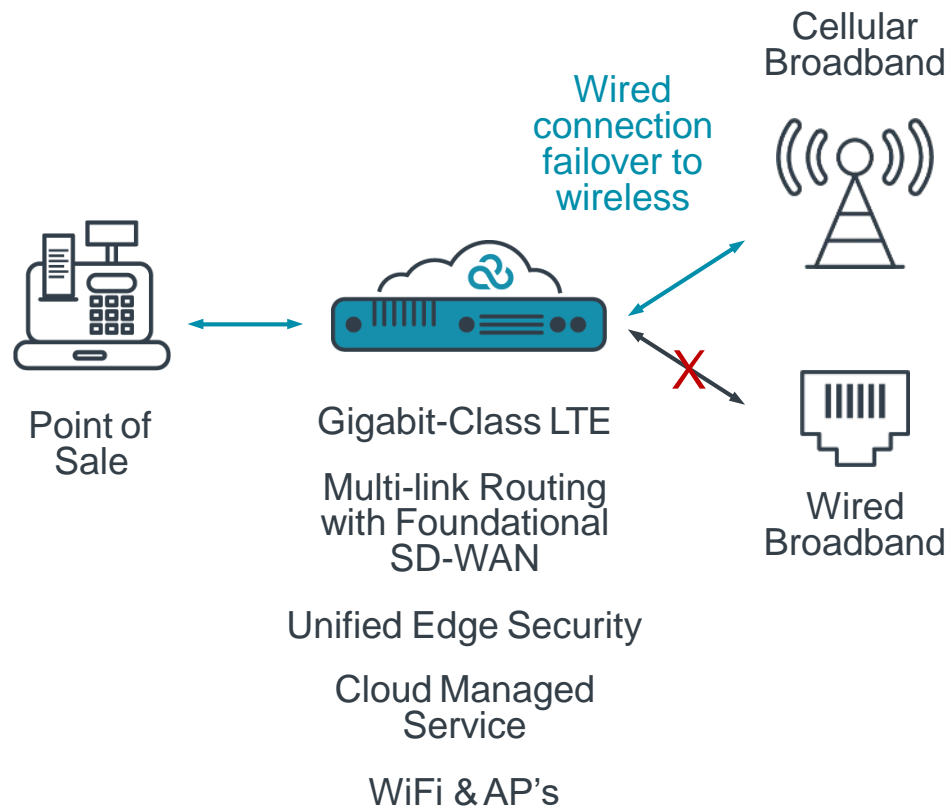 Cellular
Broadband
Wired
connection
failover to
wireless
Point of
Sale
Gigabit-Class LTE
Multi-link Routing
with Foundational
SD-WAN
Unified Edge Security
Cloud Managed
Service
WiFi & AP's
X
Wired
Broadband